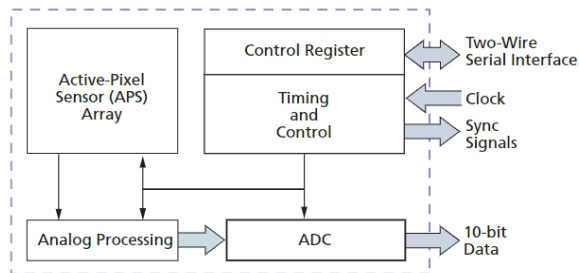 Active-Pixel
Sensor (APS)
Array
Control Register
Timing
and
Control
Two-Wire
Serial Interface
Clock
Sync
Signals
Analog Processing
ADC
10-bit
Data